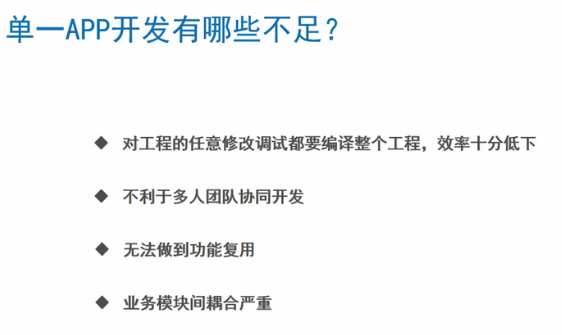 单一APP开发有哪些不足？
◆ 对工程的任意修改调试都要编译整个工程，效率十分低下
◆ 不利于多人团队协同开发
◆ 无法做到功能复用
◆ 业务模块间耦合严重